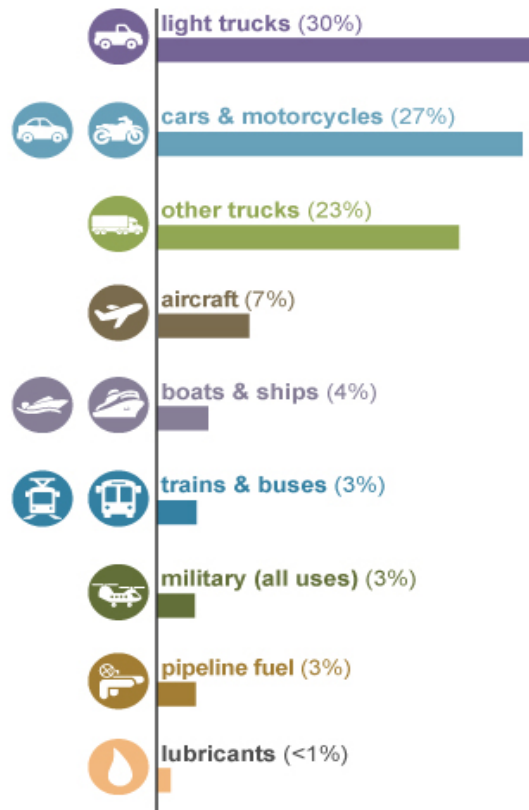 light trucks (30%)
cars & motorcycles (27%)
other trucks (23%)
aircraft (7%)
boats & ships (4%)
trains & buses (3%)
military (all uses) (3%)
pipeline fuel (3%)
lubricants (<1%)